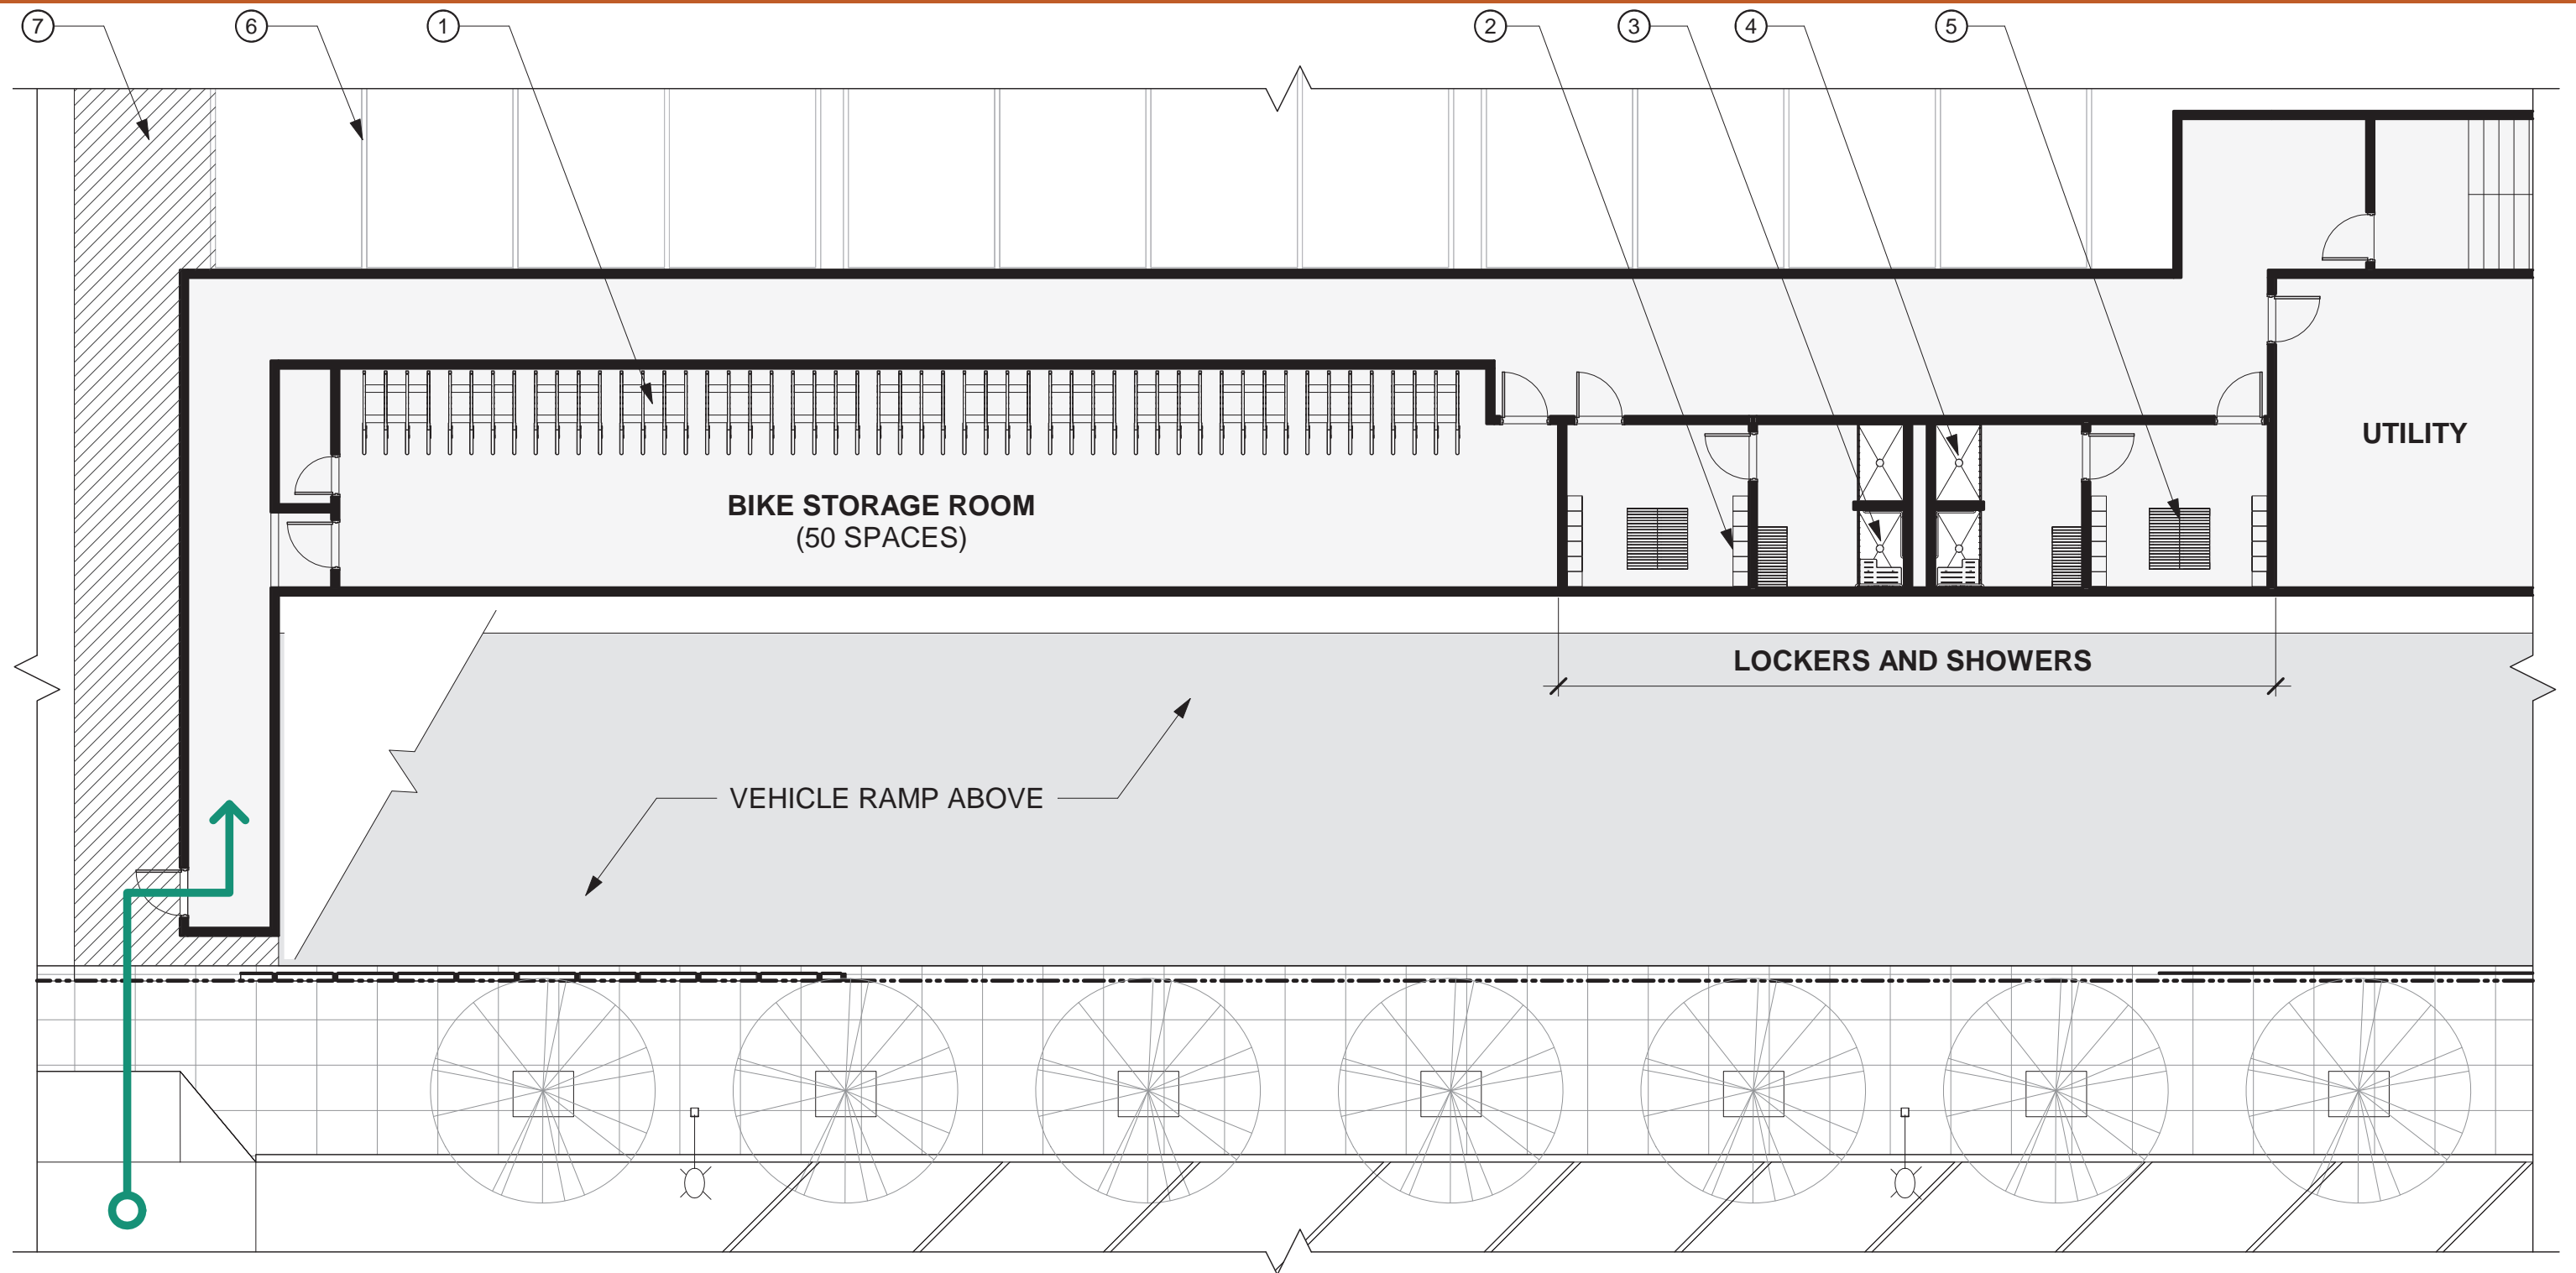 7
6
1
2
3
4
5
UTILITY
BIKE STORAGE ROOM
(50 SPACES)
LOCKERS AND SHOWERS
VEHICLE RAMP ABOVE